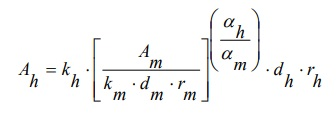 A_h = k_h · [ A_m / (k_m · d_m · r_m) ]^(α_h / α_m) · d_h · r_h